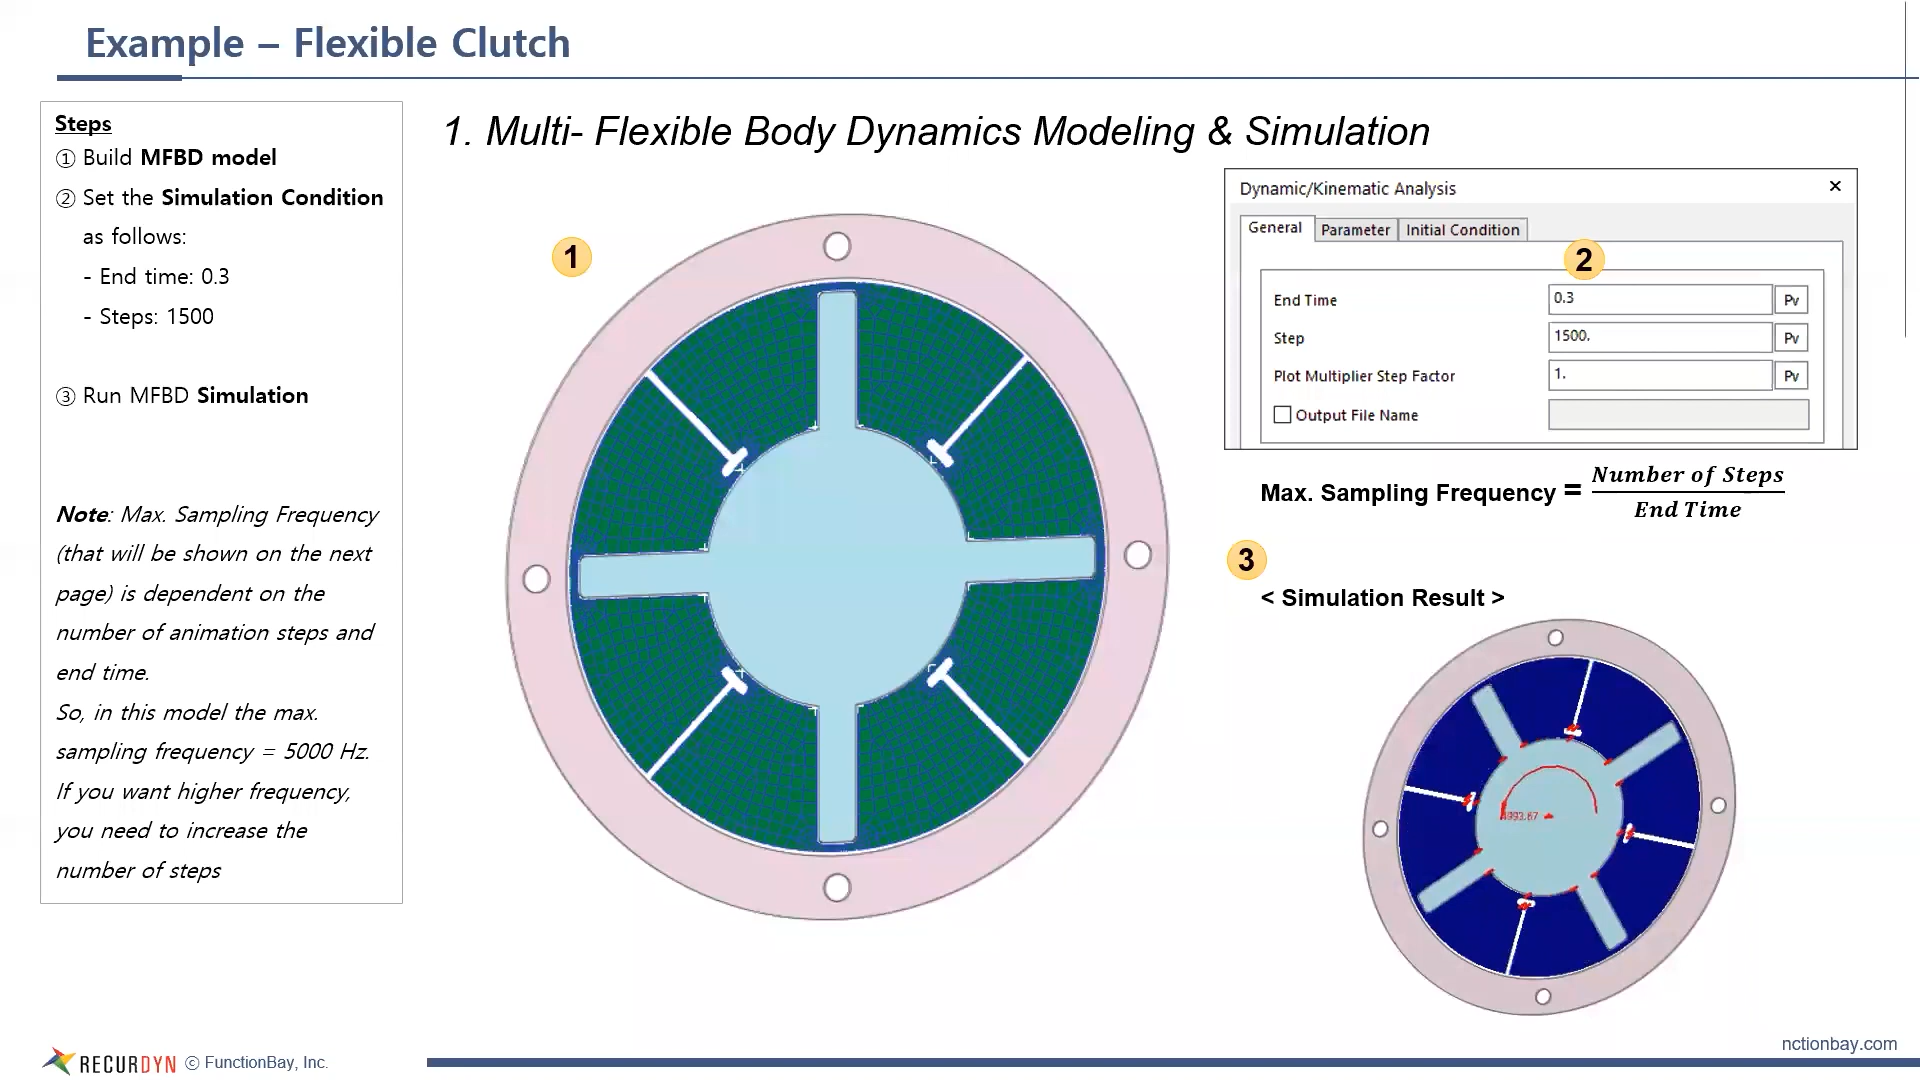 Example – Flexible Clutch
Steps
① Build MFBD model
② Set the Simulation Condition
as follows:
- End time: 0.3
- Steps: 1500
③ Run MFBD Simulation
Note: Max. Sampling Frequency
(that will be shown on the next
page) is dependent on the
number of animation steps and
end time.
So, in this model the max.
sampling frequency = 5000 Hz.
If you want higher frequency,
you need to increase the
number of steps
1. Multi- Flexible Body Dynamics Modeling & Simulation
1
Dynamic/Kinematic Analysis
General Parameter Initial Condition
2
End Time 0.3 Pv
Step 1500. Pv
Plot Multiplier Step Factor 1. Pv
Output File Name
Max. Sampling Frequency = Number of Steps
End Time
3
< Simulation Result >
RECURDYN © FunctionBay, Inc.
nctionbay.com